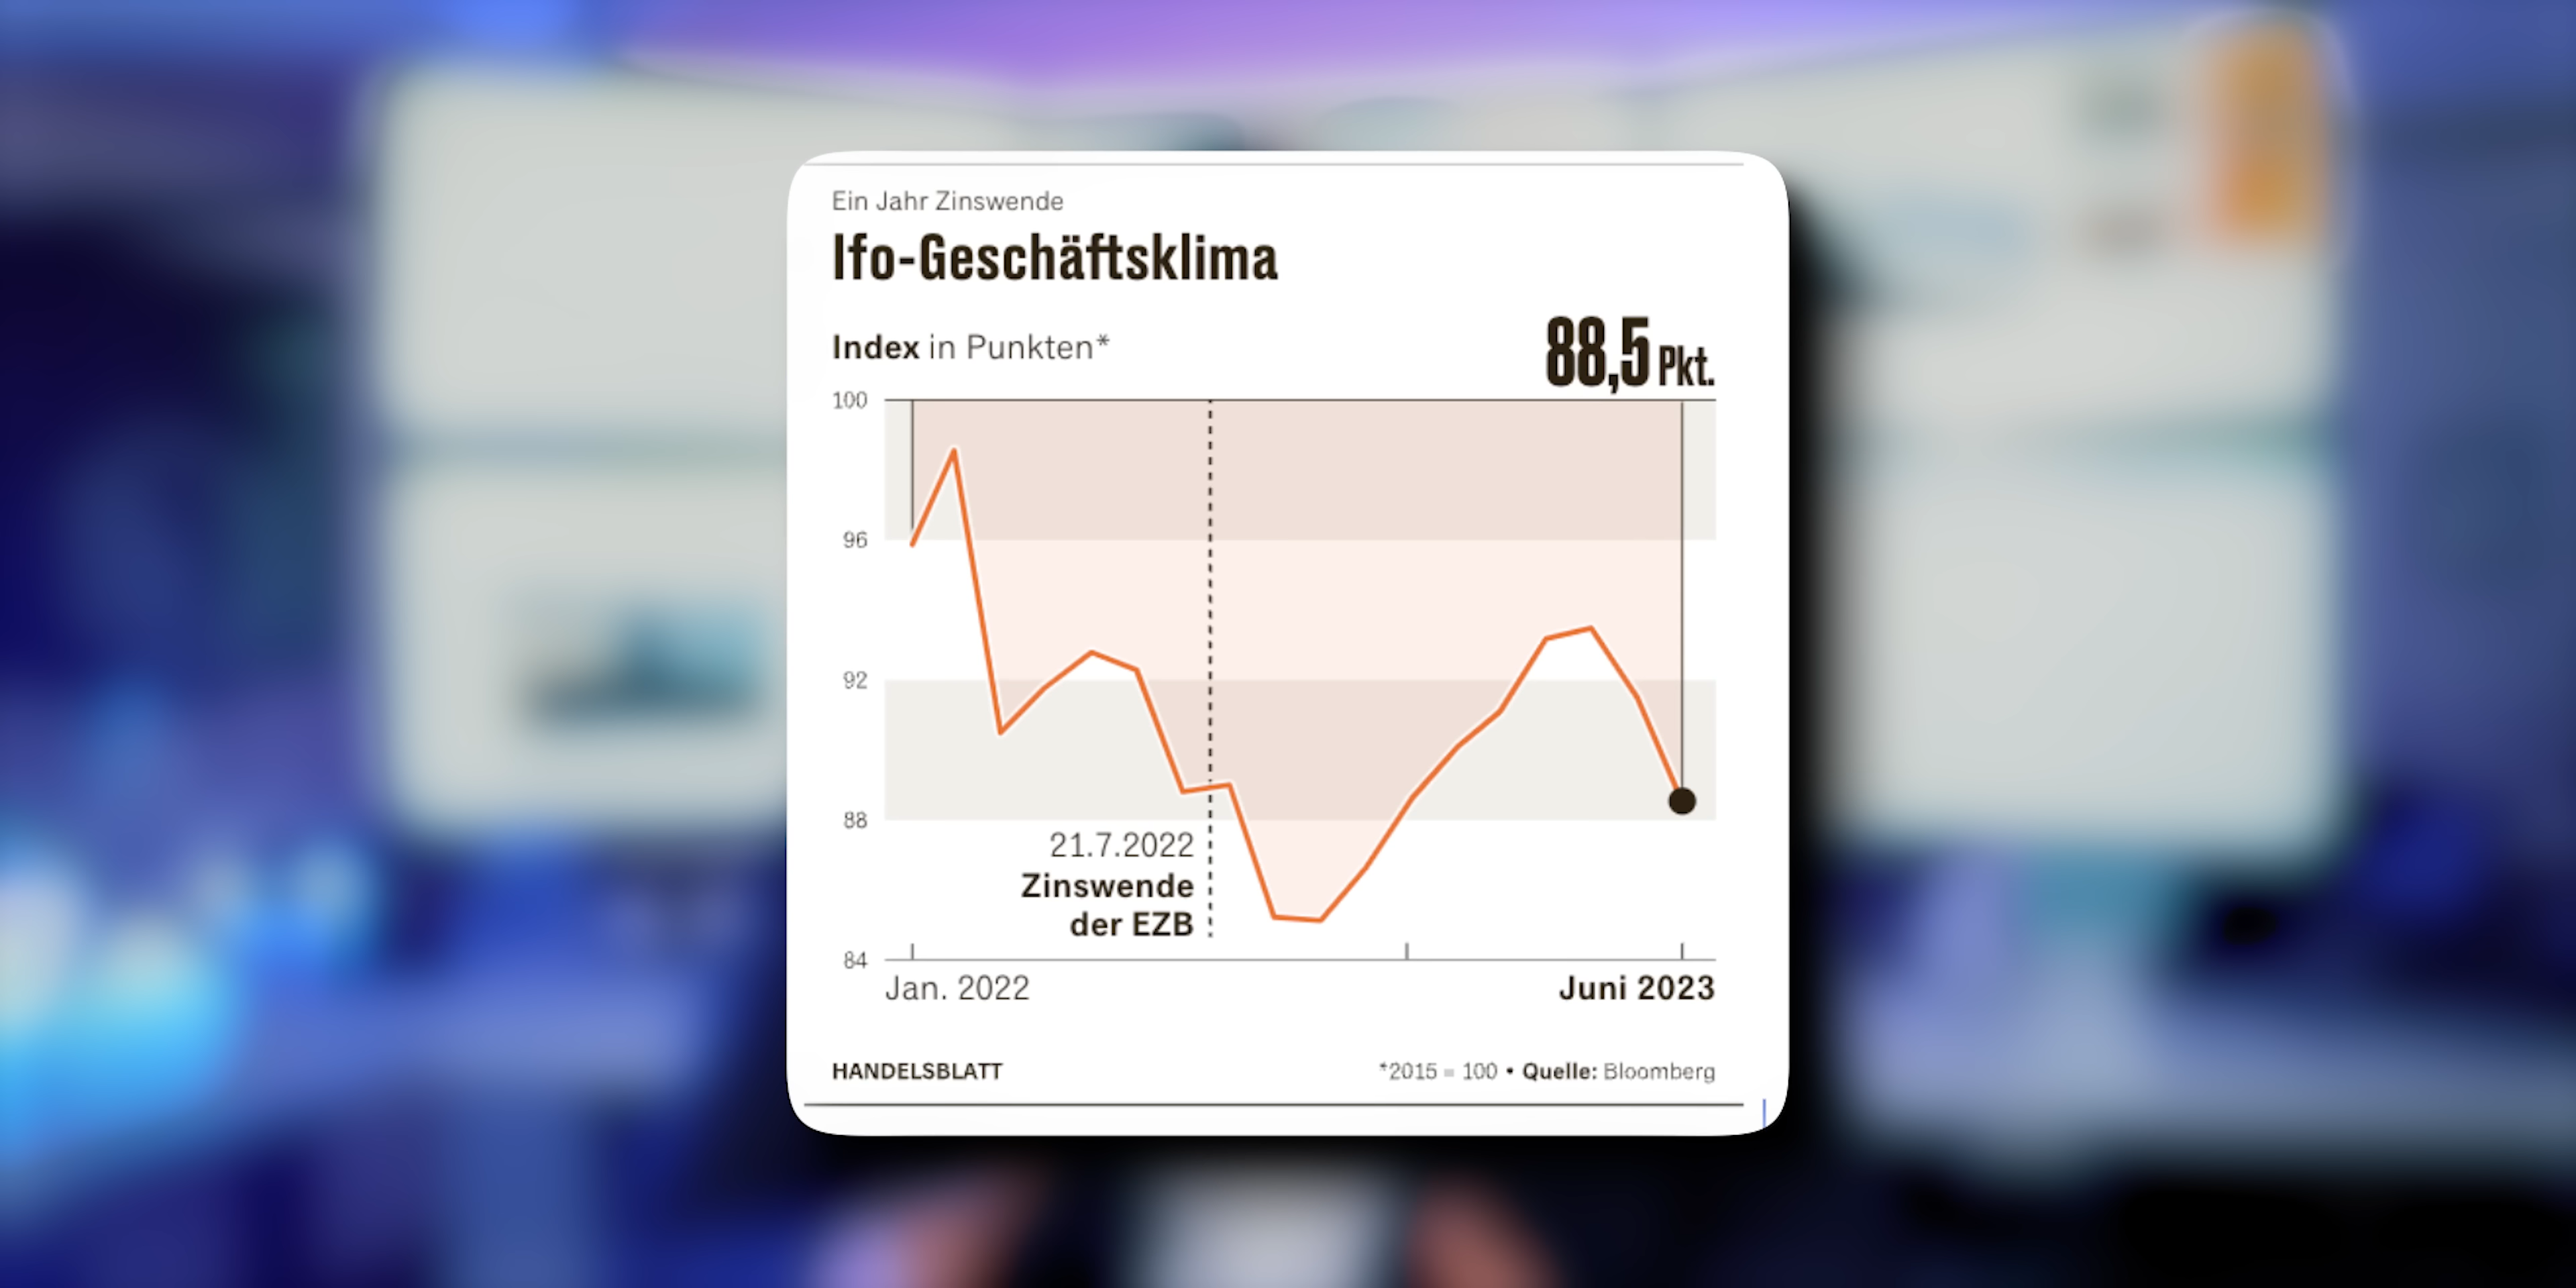 Ein Jahr Zinswende
Ifo-Geschäftsklima
Index in Punkten*
88,5 Pkt.
100
96
92
88
84
21.7.2022
Zinswende
der EZB
Jan. 2022
Juni 2023
HANDELSBLATT
*2015 = 100 • Quelle: Bloomberg